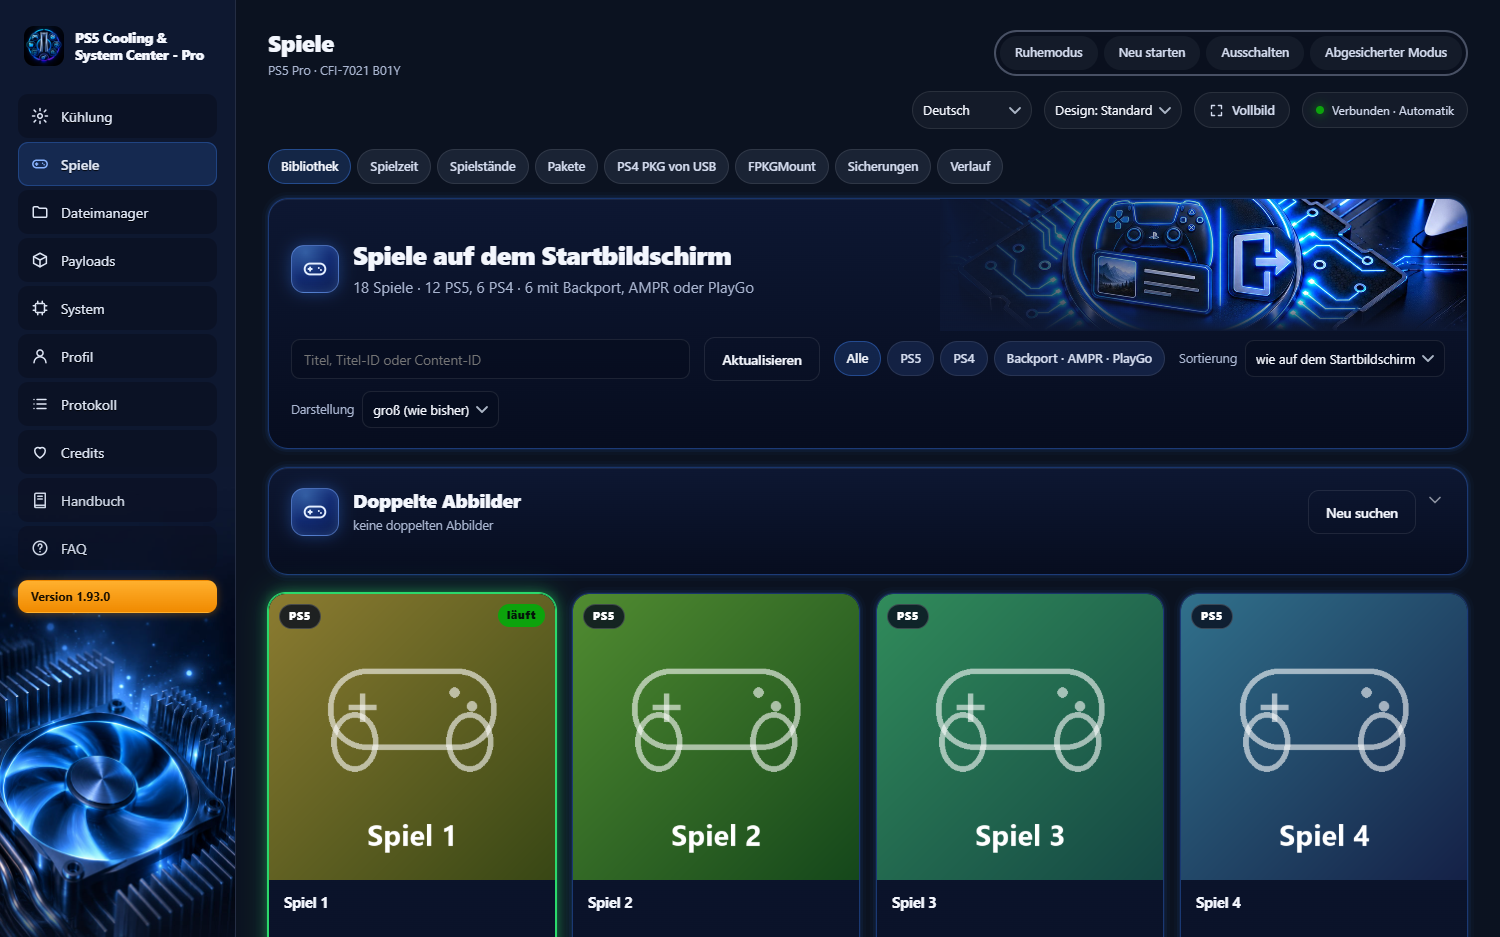 PS5 Cooling &
System Center - Pro
Kühlung
Spiele
Dateimanager
Payloads
System
Profil
Protokoll
Credits
Handbuch
FAQ
Version 1.93.0
Spiele
PS5 Pro · CFI-7021 B01Y
Ruhemodus
Neu starten
Ausschalten
Abgesicherter Modus
Deutsch
Design: Standard
Vollbild
Verbunden · Automatik
Bibliothek
Spielzeit
Spielstände
Pakete
PS4 PKG von USB
FPKGMount
Sicherungen
Verlauf
Spiele auf dem Startbildschirm
18 Spiele · 12 PS5, 6 PS4 · 6 mit Backport, AMPR oder PlayGo
Titel, Titel-ID oder Content-ID
Aktualisieren
Alle
PS5
PS4
Backport · AMPR · PlayGo
Sortierung
wie auf dem Startbildschirm
Darstellung
groß (wie bisher)
Doppelte Abbilder
keine doppelten Abbilder
Neu suchen
PS5
läuft
Spiel 1
Spiel 1
PS5
Spiel 2
Spiel 2
PS5
Spiel 3
Spiel 3
PS5
Spiel 4
Spiel 4